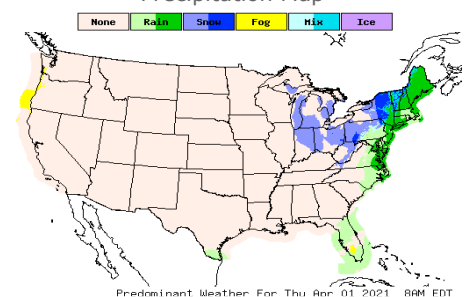 Precipitation Map
None Rain Snow Fog Mix Ice
Predominant Weather For Thu Apr 01 2021 8AM EDT